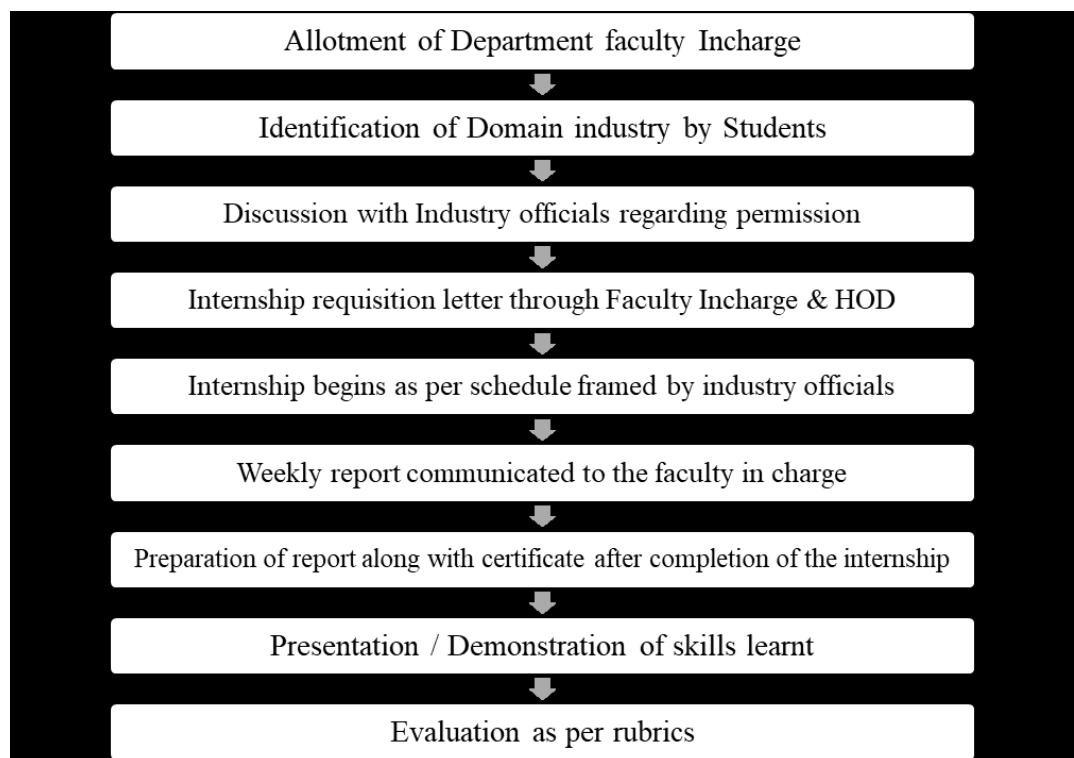 Allotment of Department faculty Incharge
Identification of Domain industry by Students
Discussion with Industry officials regarding permission
Internship requisition letter through Faculty Incharge & HOD
Internship begins as per schedule framed by industry officials
Weekly report communicated to the faculty in charge
Preparation of report along with certificate after completion of the internship
Presentation / Demonstration of skills learnt
Evaluation as per rubrics